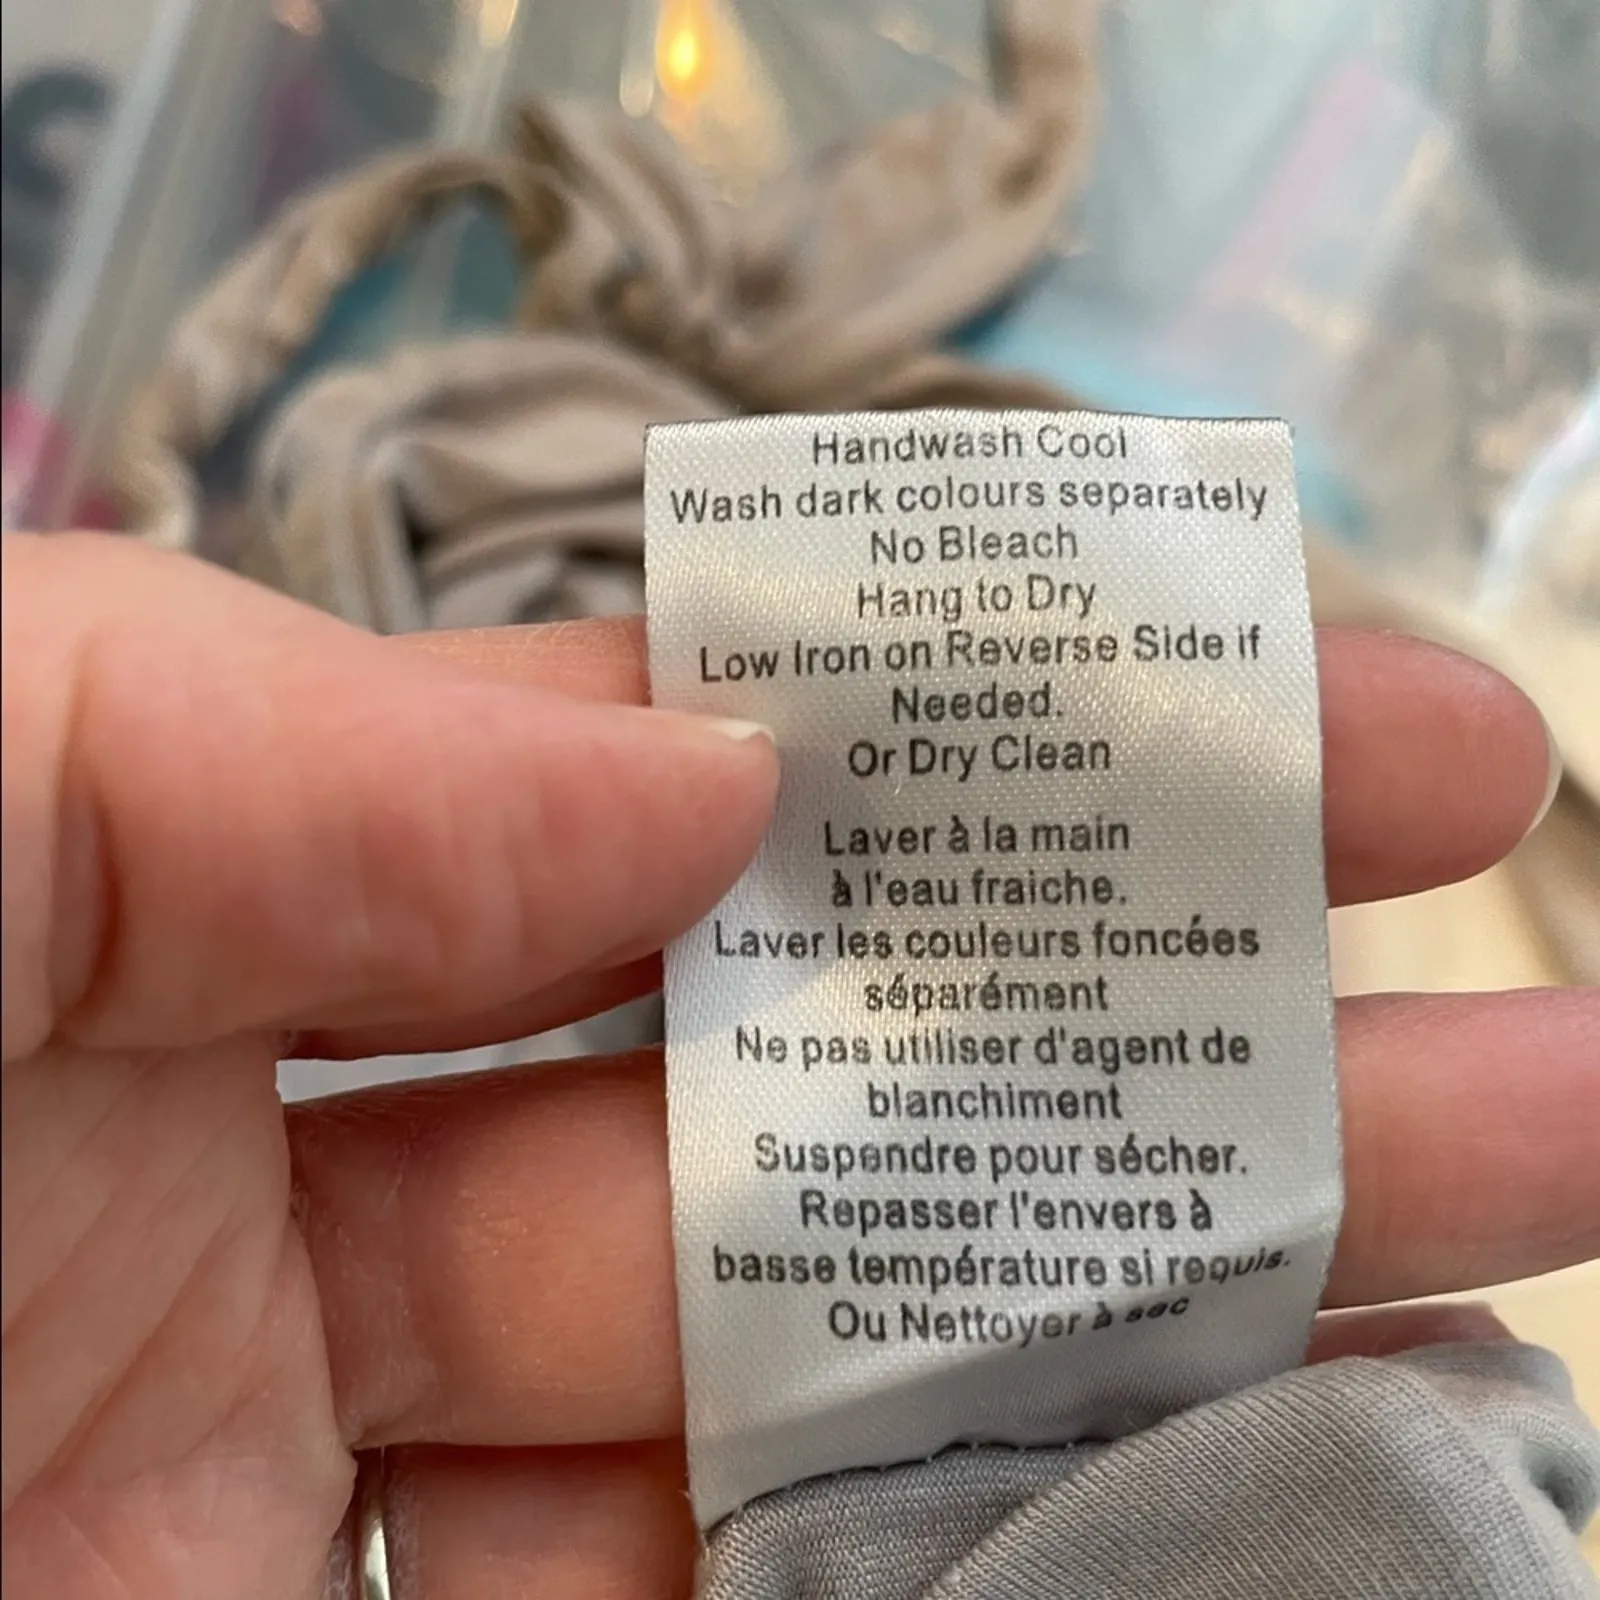 Handwash Cool
Wash dark colours separately
No Bleach
Hang to Dry
Low Iron on Reverse Side if
Needed.
Or Dry Clean
Laver à la main
à l'eau fraiche.
Laver les couleurs foncées
séparément
Ne pas utiliser d'agent de
blanchiment
Suspendre pour sécher.
Repasser l'envers à
basse température si requis.
Ou Nettoyer à sec